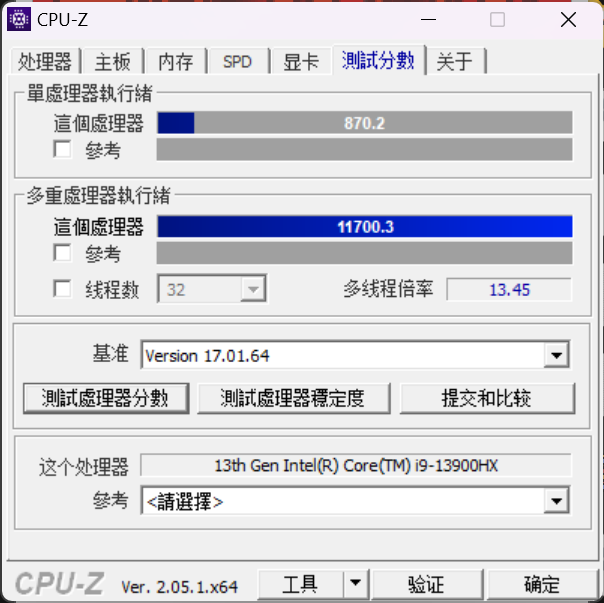 CPU-Z
处理器 主板 内存 SPD 显卡 測試分數 关于
單處理器執行緒
這個處理器 870.2
參考
多重處理器執行緒
這個處理器 11700.3
參考
线程数 32 多线程倍率 13.45
基准 Version 17.01.64
測試處理器分數 測試處理器穩定度 提交和比较
这个处理器 13th Gen Intel(R) Core(TM) i9-13900HX
參考 <請選擇>
CPU-Z Ver. 2.05.1.x64 工具 验证 确定